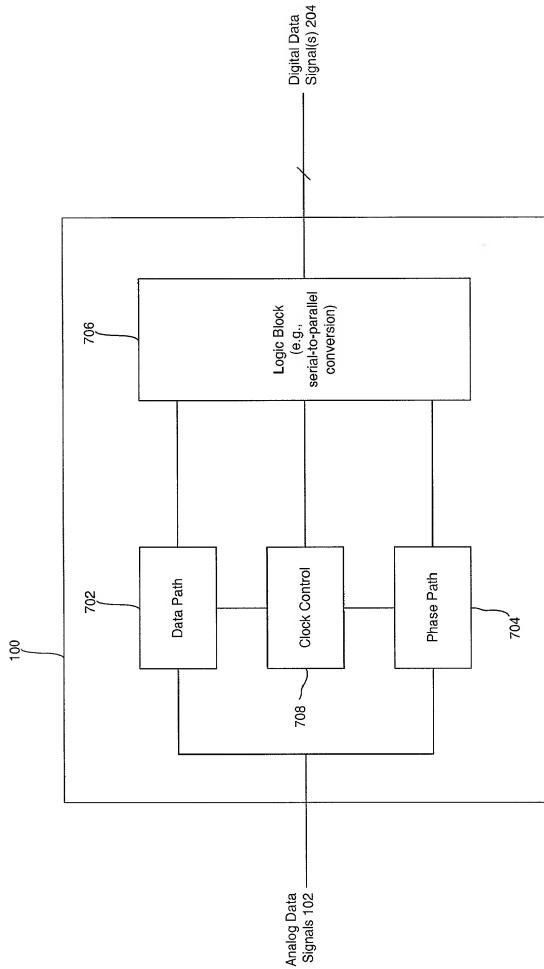 100
Analog Data
Signals 102
702
Data Path
708
Clock Control
704
Phase Path
706
Logic Block
(e.g.,
serial-to-parallel
conversion)
Digital Data
Signal(s) 204